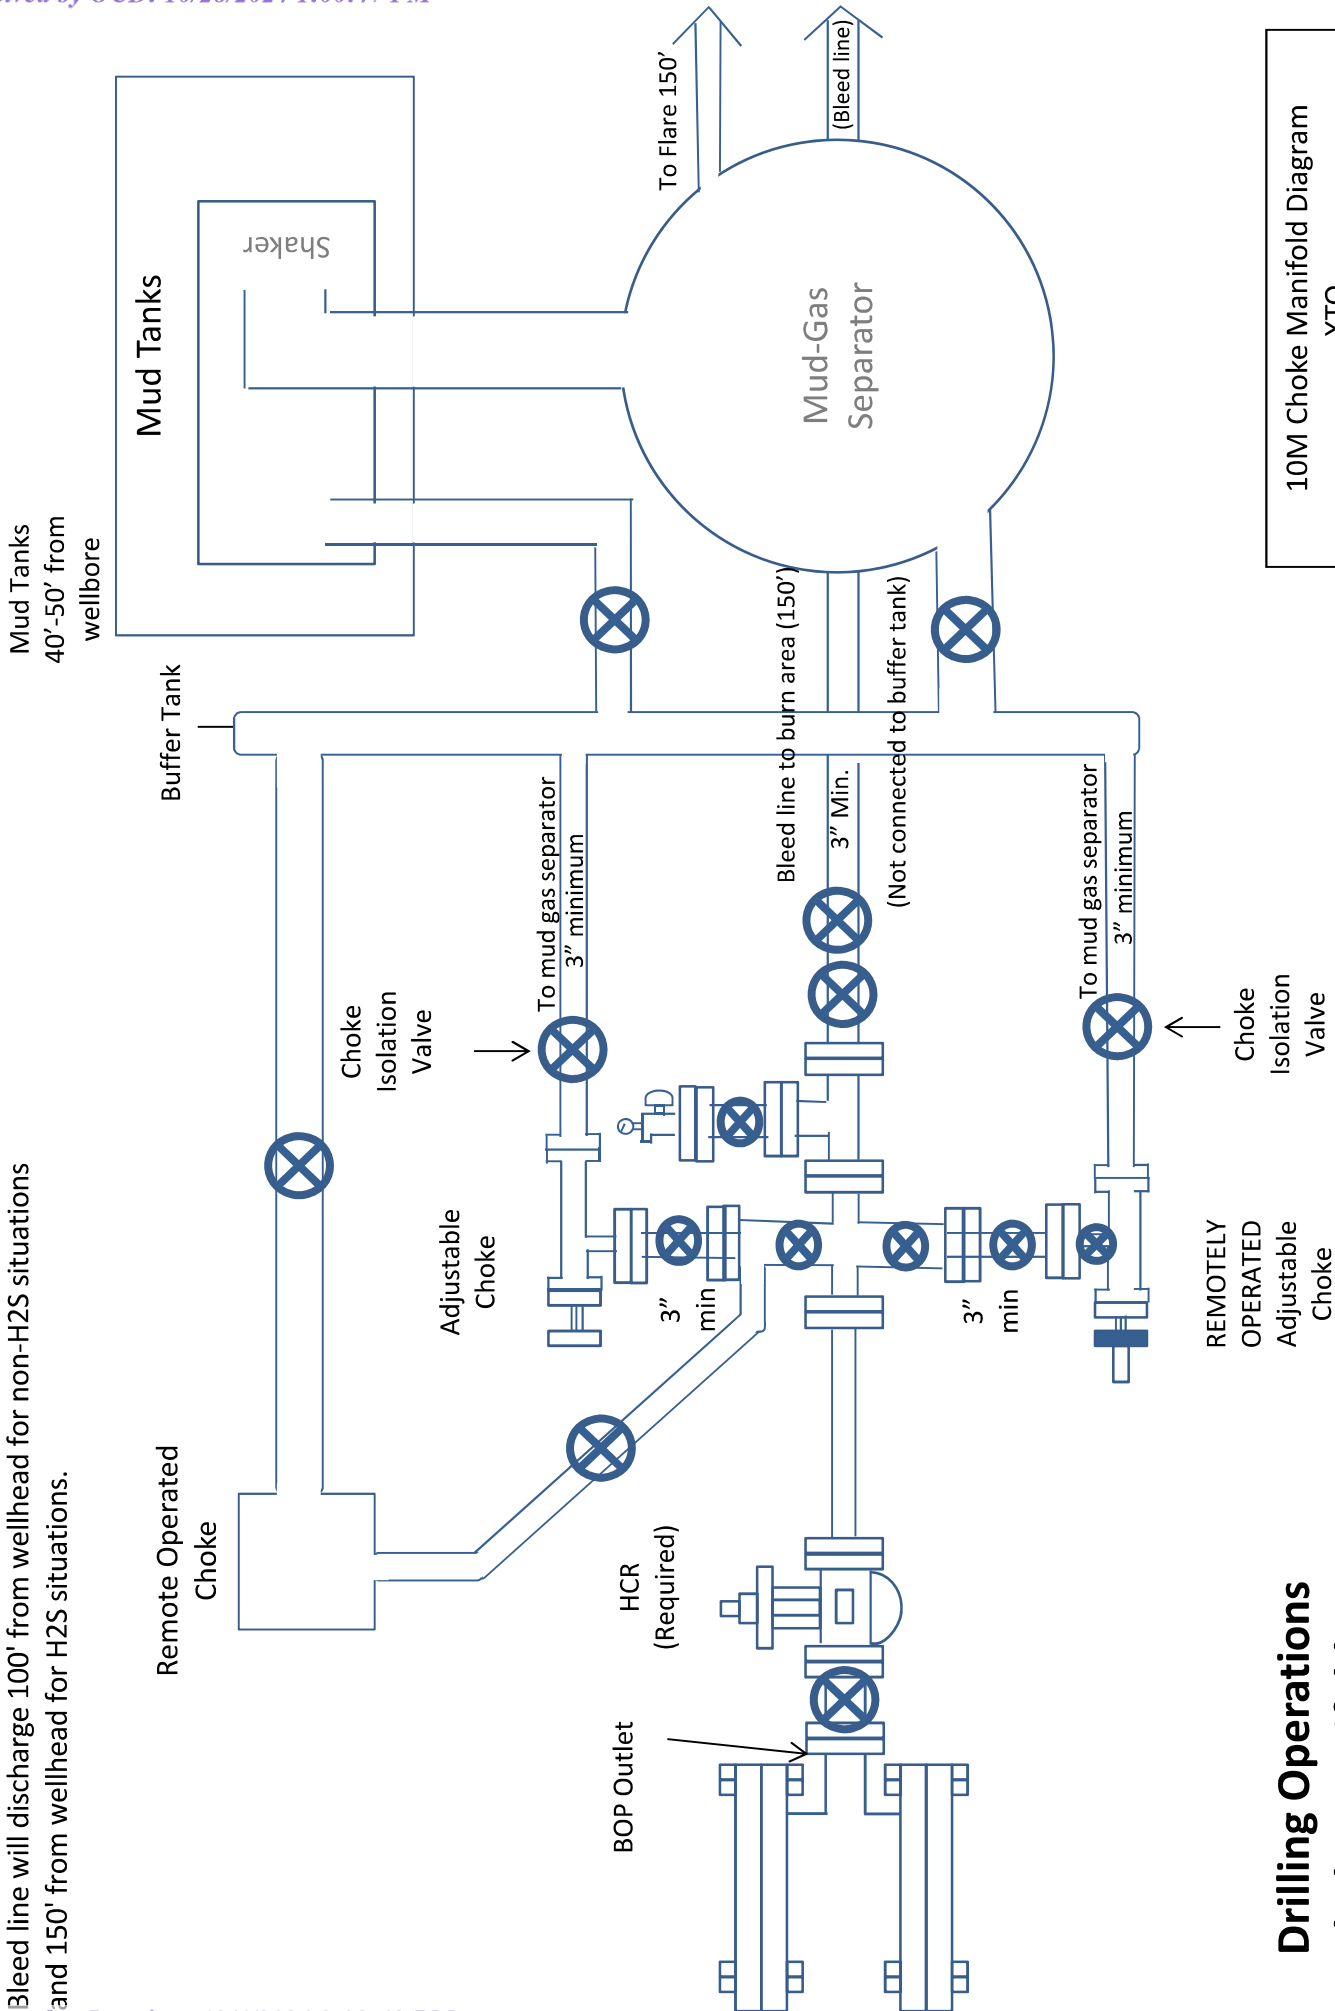 Bleed line will discharge 100' from wellhead for non-H2S situations
and 150' from wellhead for H2S situations.
Mud Tanks
40’-50’ from
wellbore
Mud Tanks
Shaker
Buffer Tank
Remote Operated
Choke
Choke
Isolation
Valve
Adjustable
Choke
To mud gas separator
3” minimum
To Flare 150’
(Bleed line)
Mud-Gas
Separator
Bleed line to burn area (150’)
3” Min.
(Not connected to buffer tank)
HCR
(Required)
BOP Outlet
3”
min
3”
min
To mud gas separator
3” minimum
Choke
Isolation
Valve
REMOTELY
OPERATED
Adjustable
Choke
10M Choke Manifold Diagram
XTO
Drilling Operations